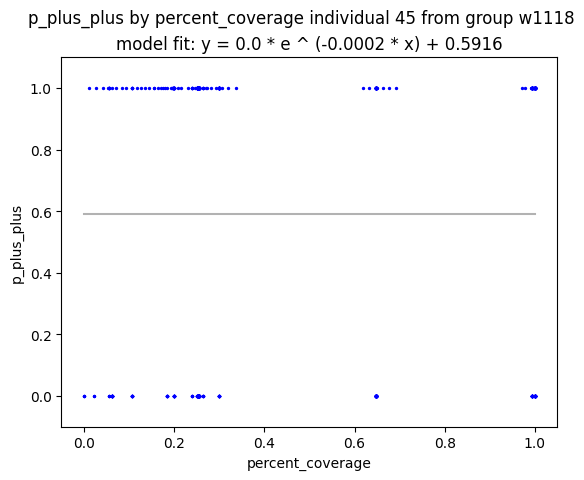 p_plus_plus by percent_coverage individual 45 from group w1118
model fit: y = 0.0 * e ^ (-0.0002 * x) + 0.5916
1.0
0.8
0.6
0.4
0.2
0.0
p_plus_plus
0.0 0.2 0.4 0.6 0.8 1.0
percent_coverage